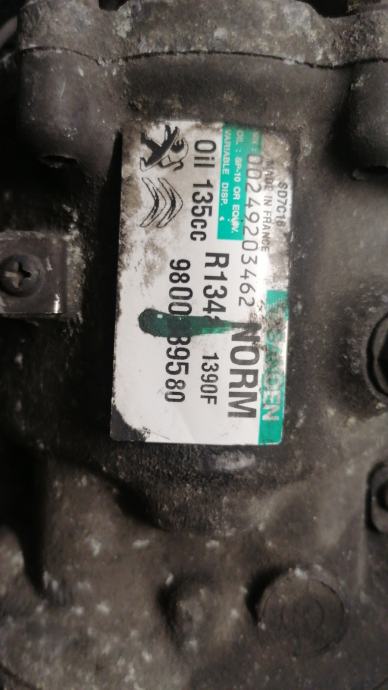 SD7C16
MADE IN FRANCE
00249203462
OIL : SP-10 OR EQUIV.
VARIABLE DISP.
SANDEN
NORM
Oil 135cc R134
1390F
9800 89580